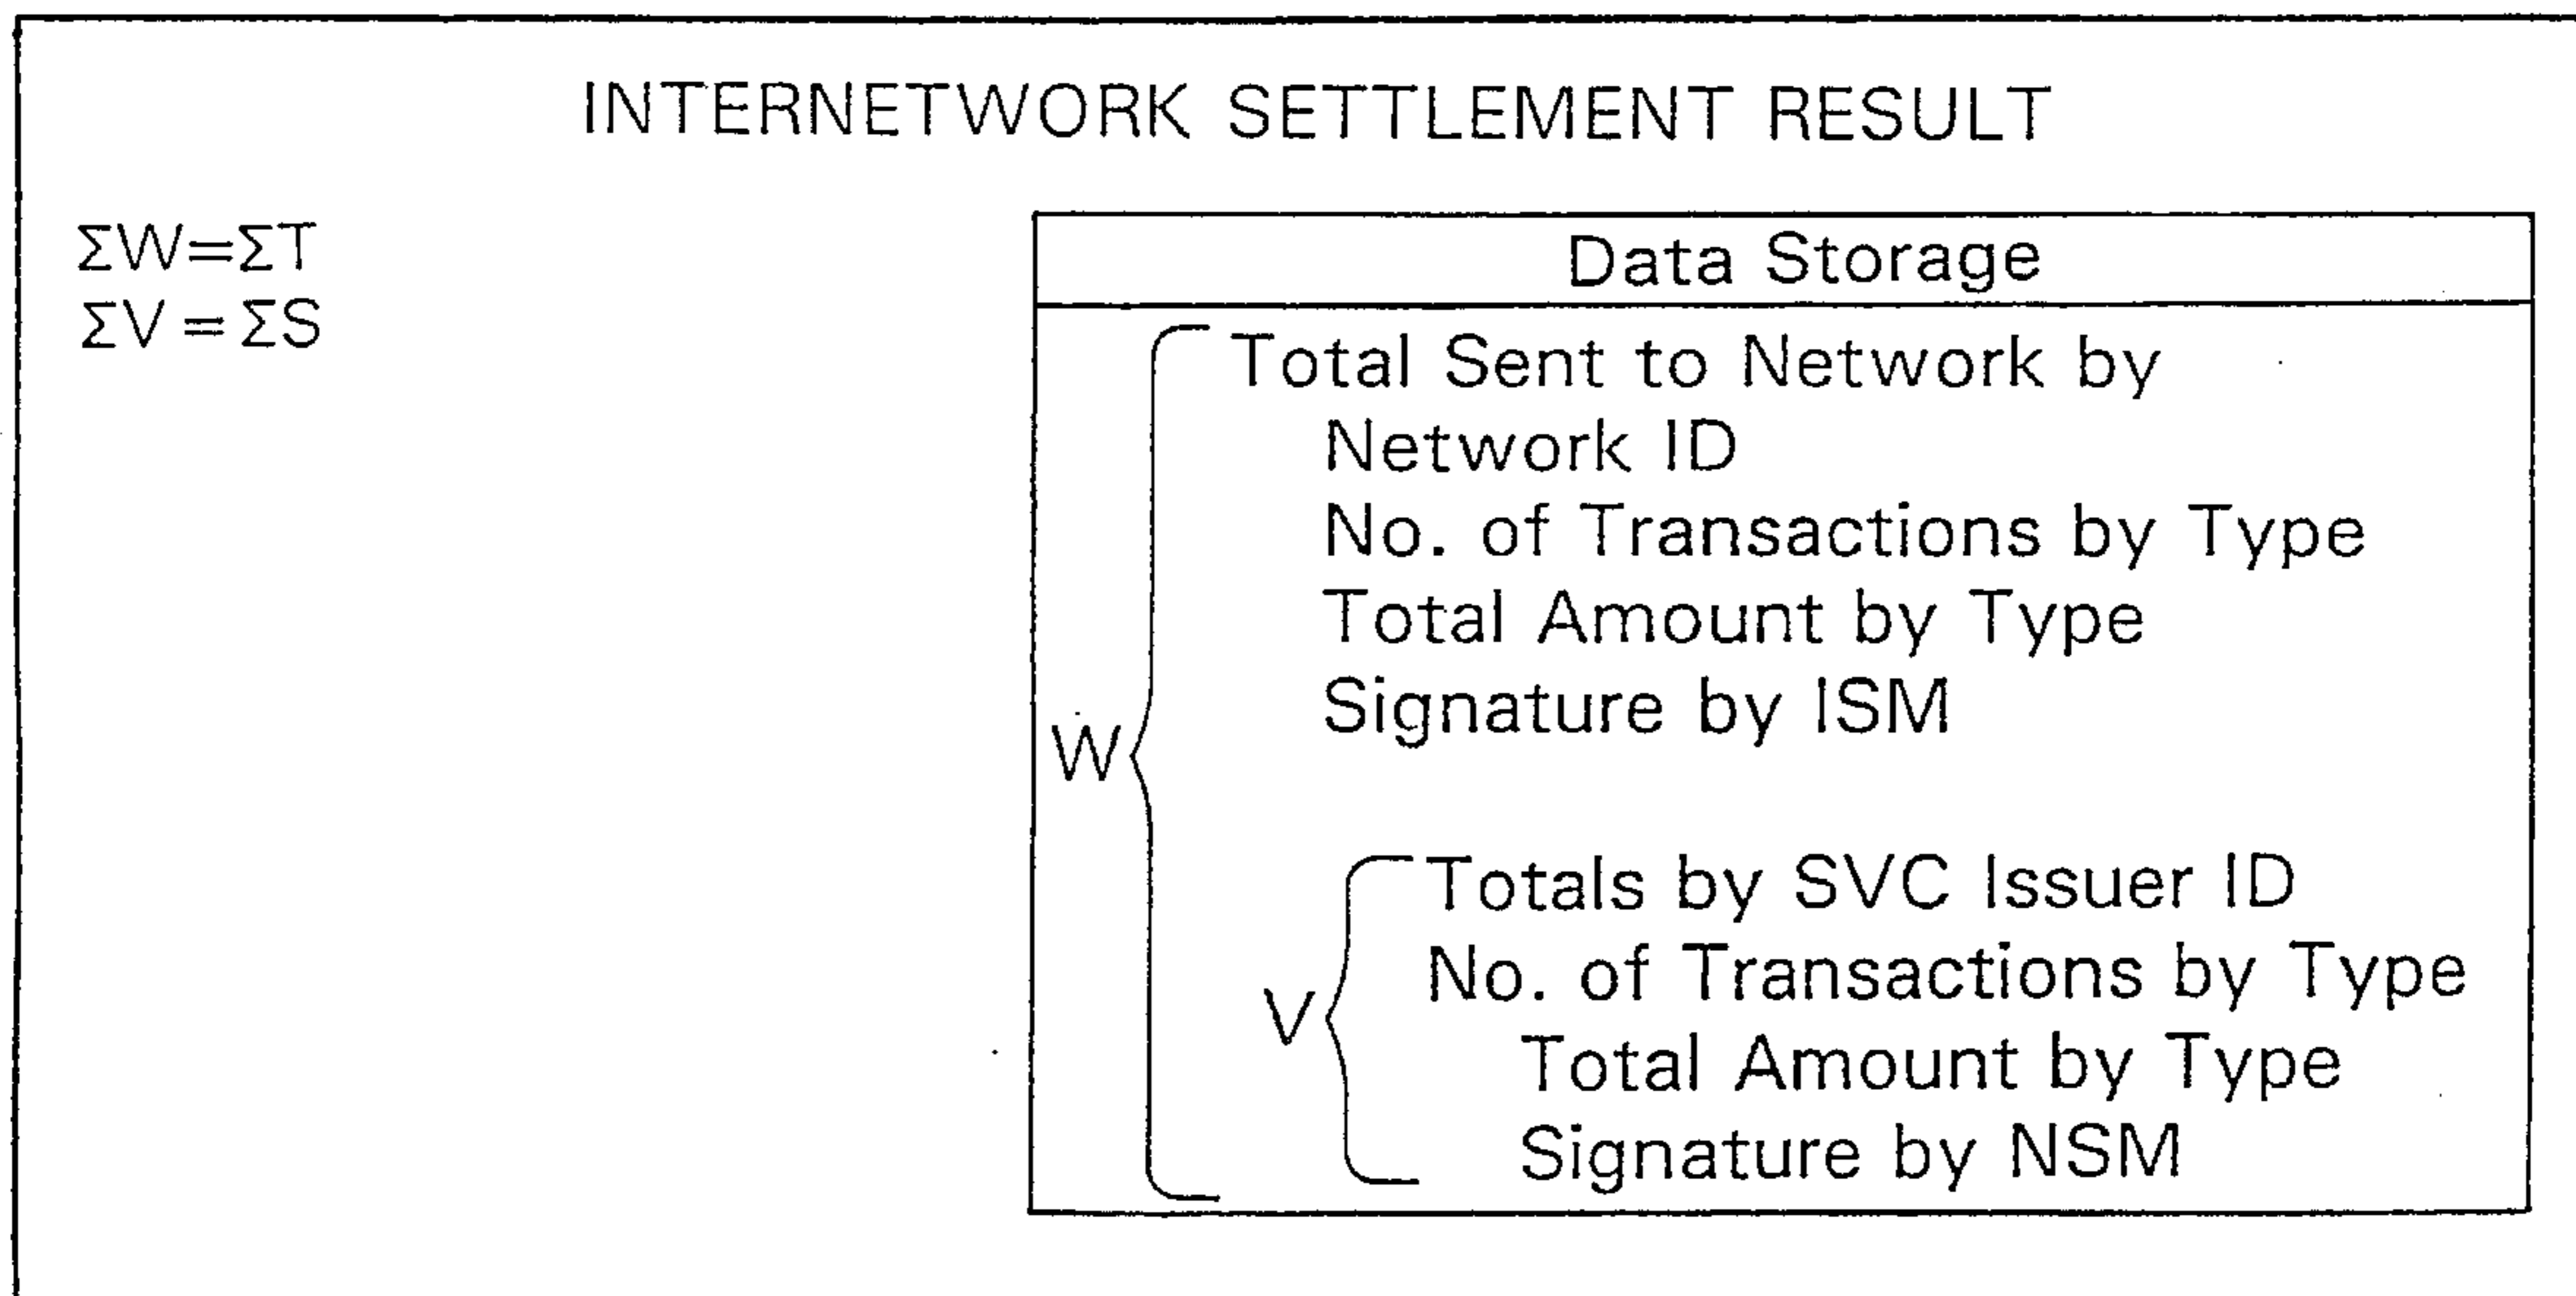 INTERNETWORK SETTLEMENT RESULT
ΣW=ΣT
ΣV=ΣS
Data Storage
Total Sent to Network by
Network ID
No. of Transactions by Type
Total Amount by Type
Signature by ISM
W
Totals by SVC Issuer ID
No. of Transactions by Type
V
Total Amount by Type
Signature by NSM